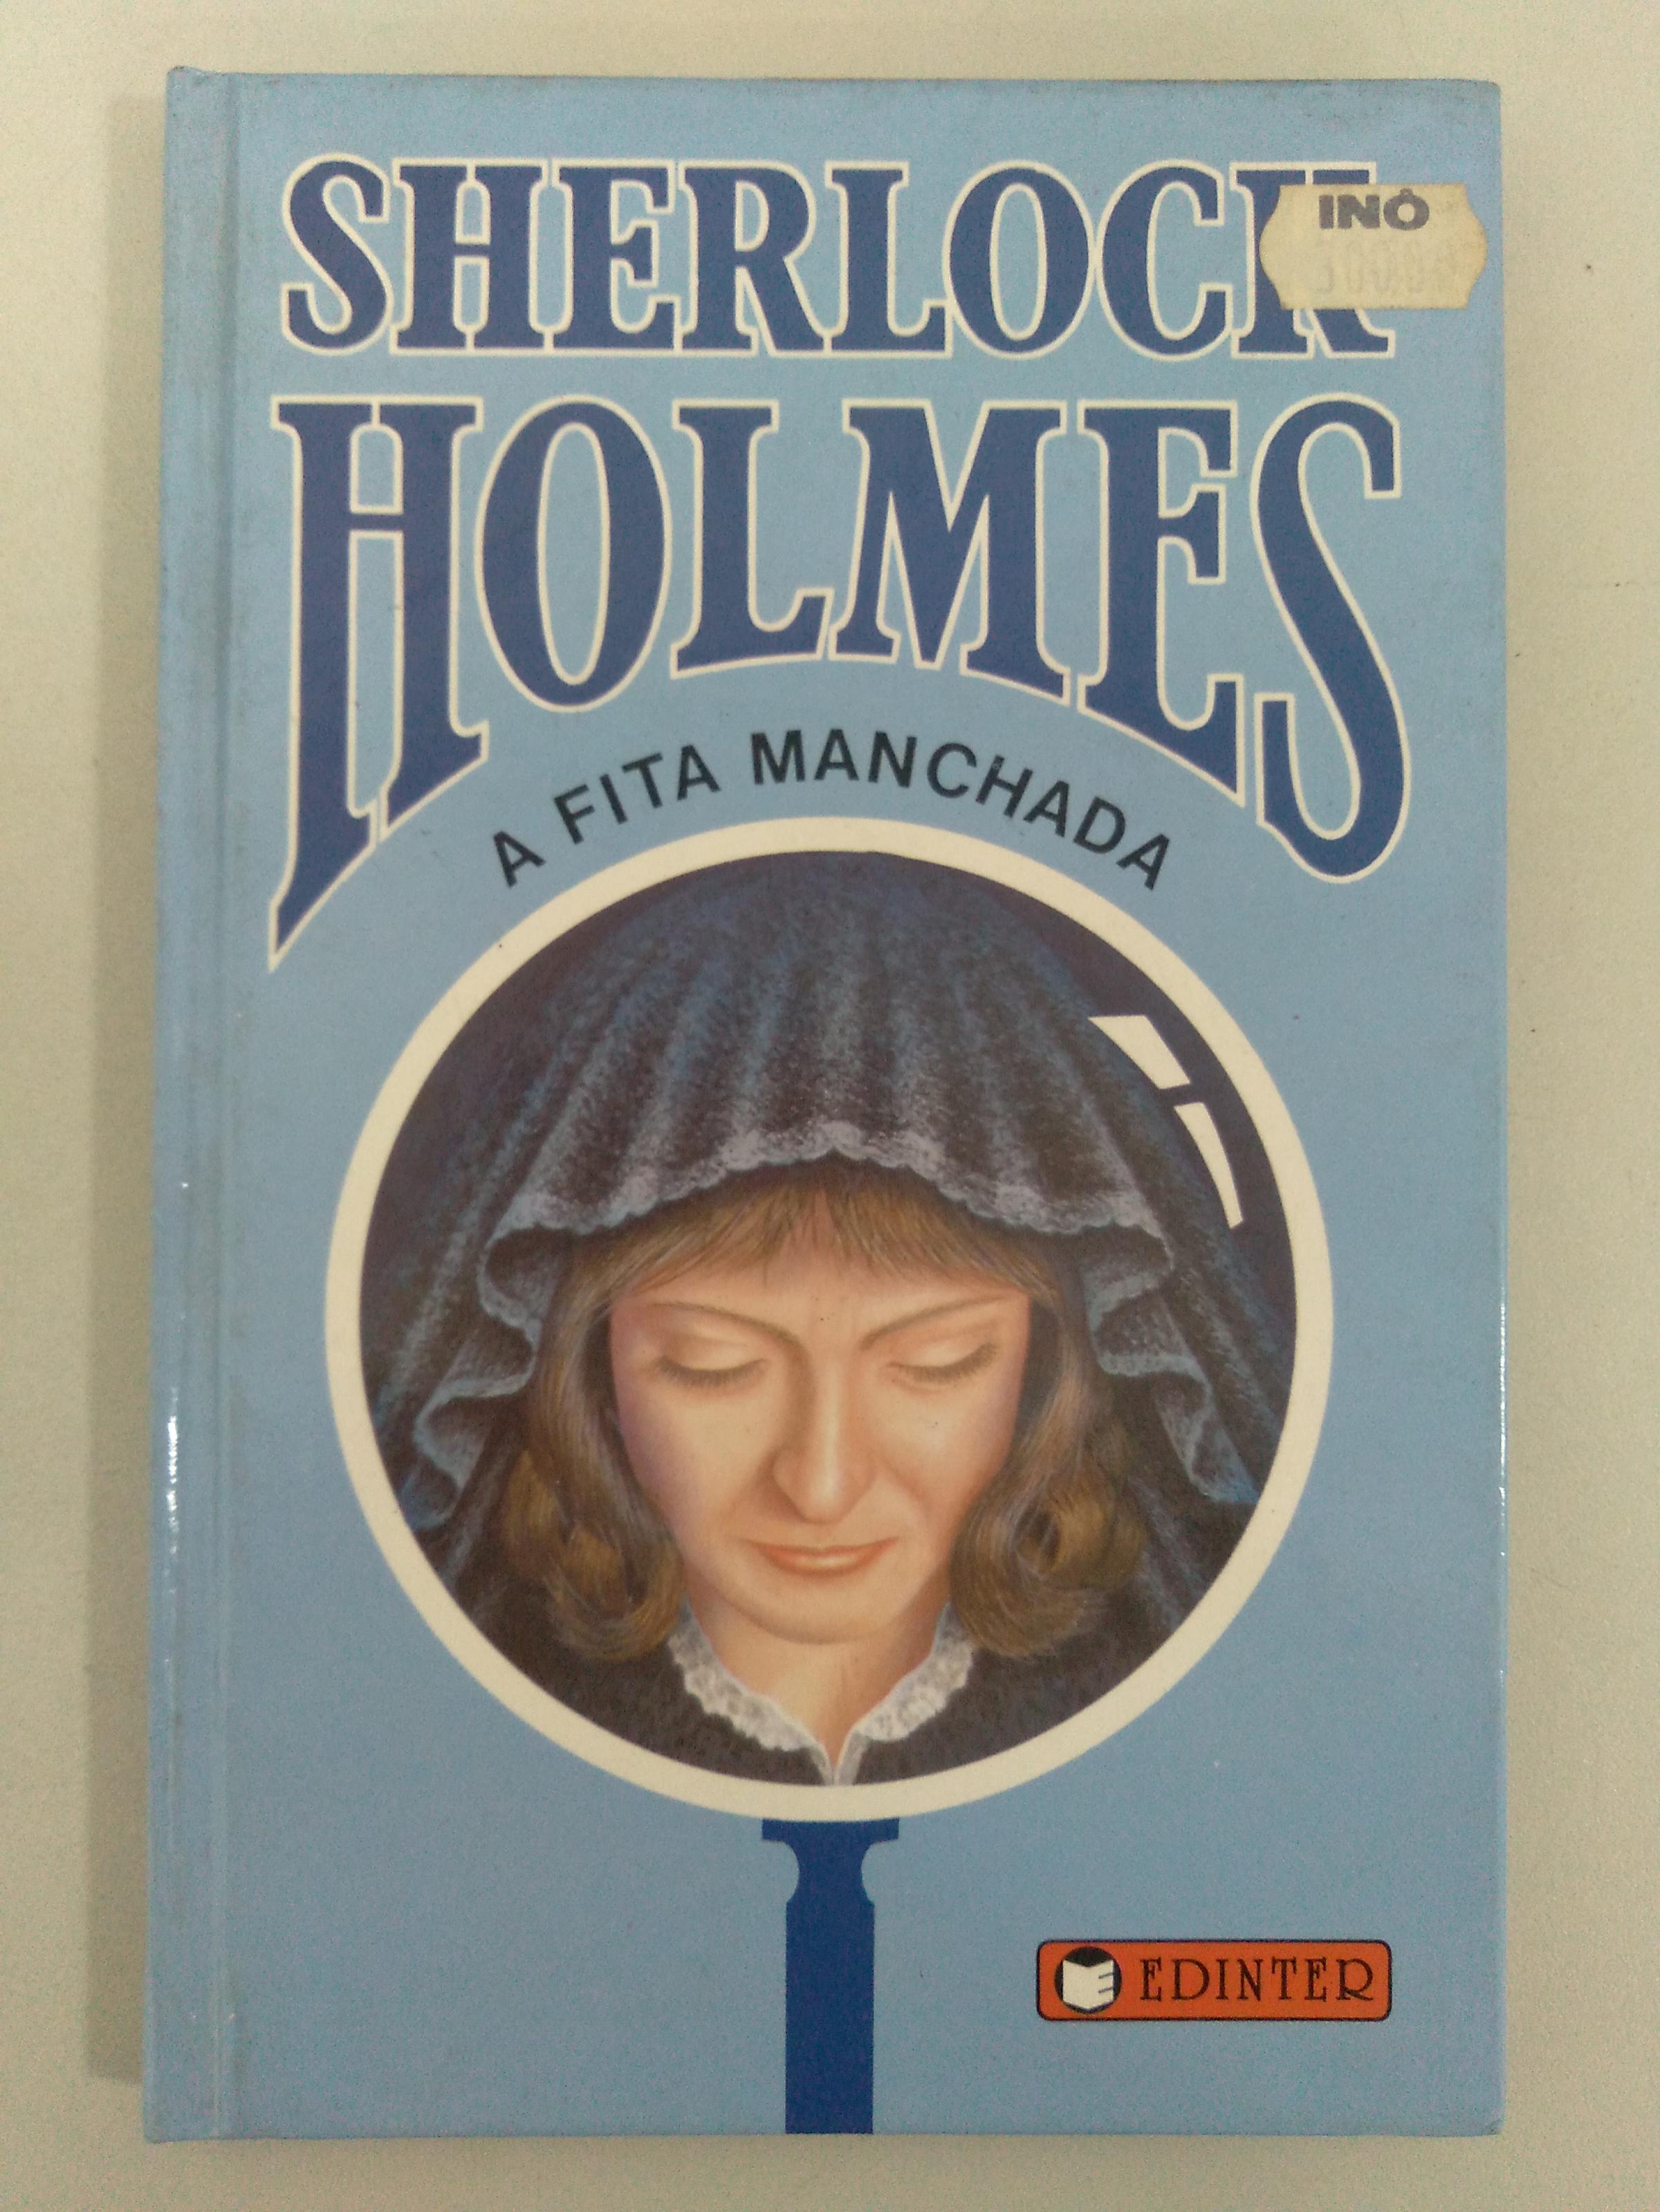 SHERLOCK
INÔ
HOLMES
A FITA MANCHADA
EDINTER